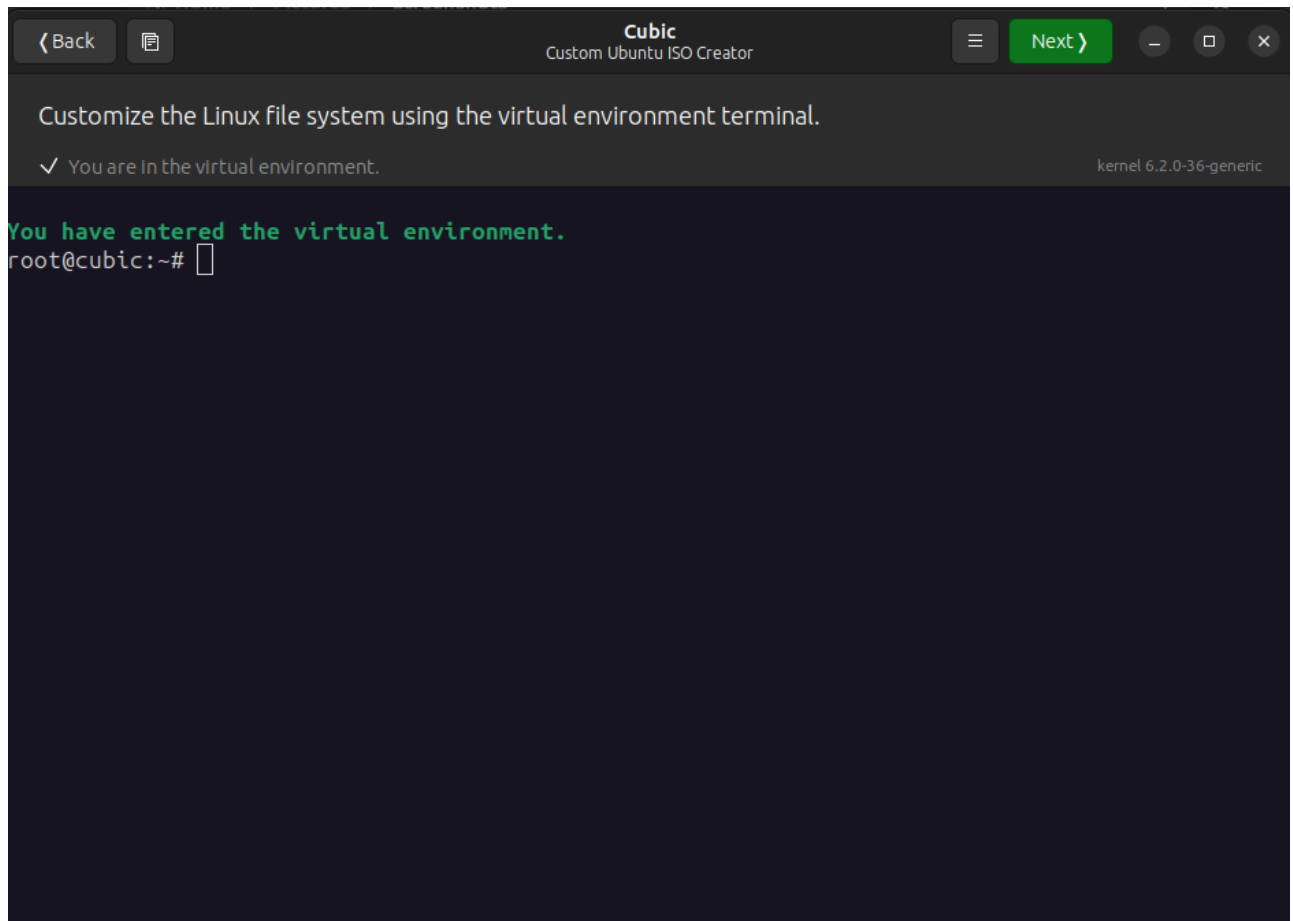 Back
Cubic
Custom Ubuntu ISO Creator
Next
Customize the Linux file system using the virtual environment terminal.
You are in the virtual environment.
kernel 6.2.0-36-generic
You have entered the virtual environment.
root@cubic:~#